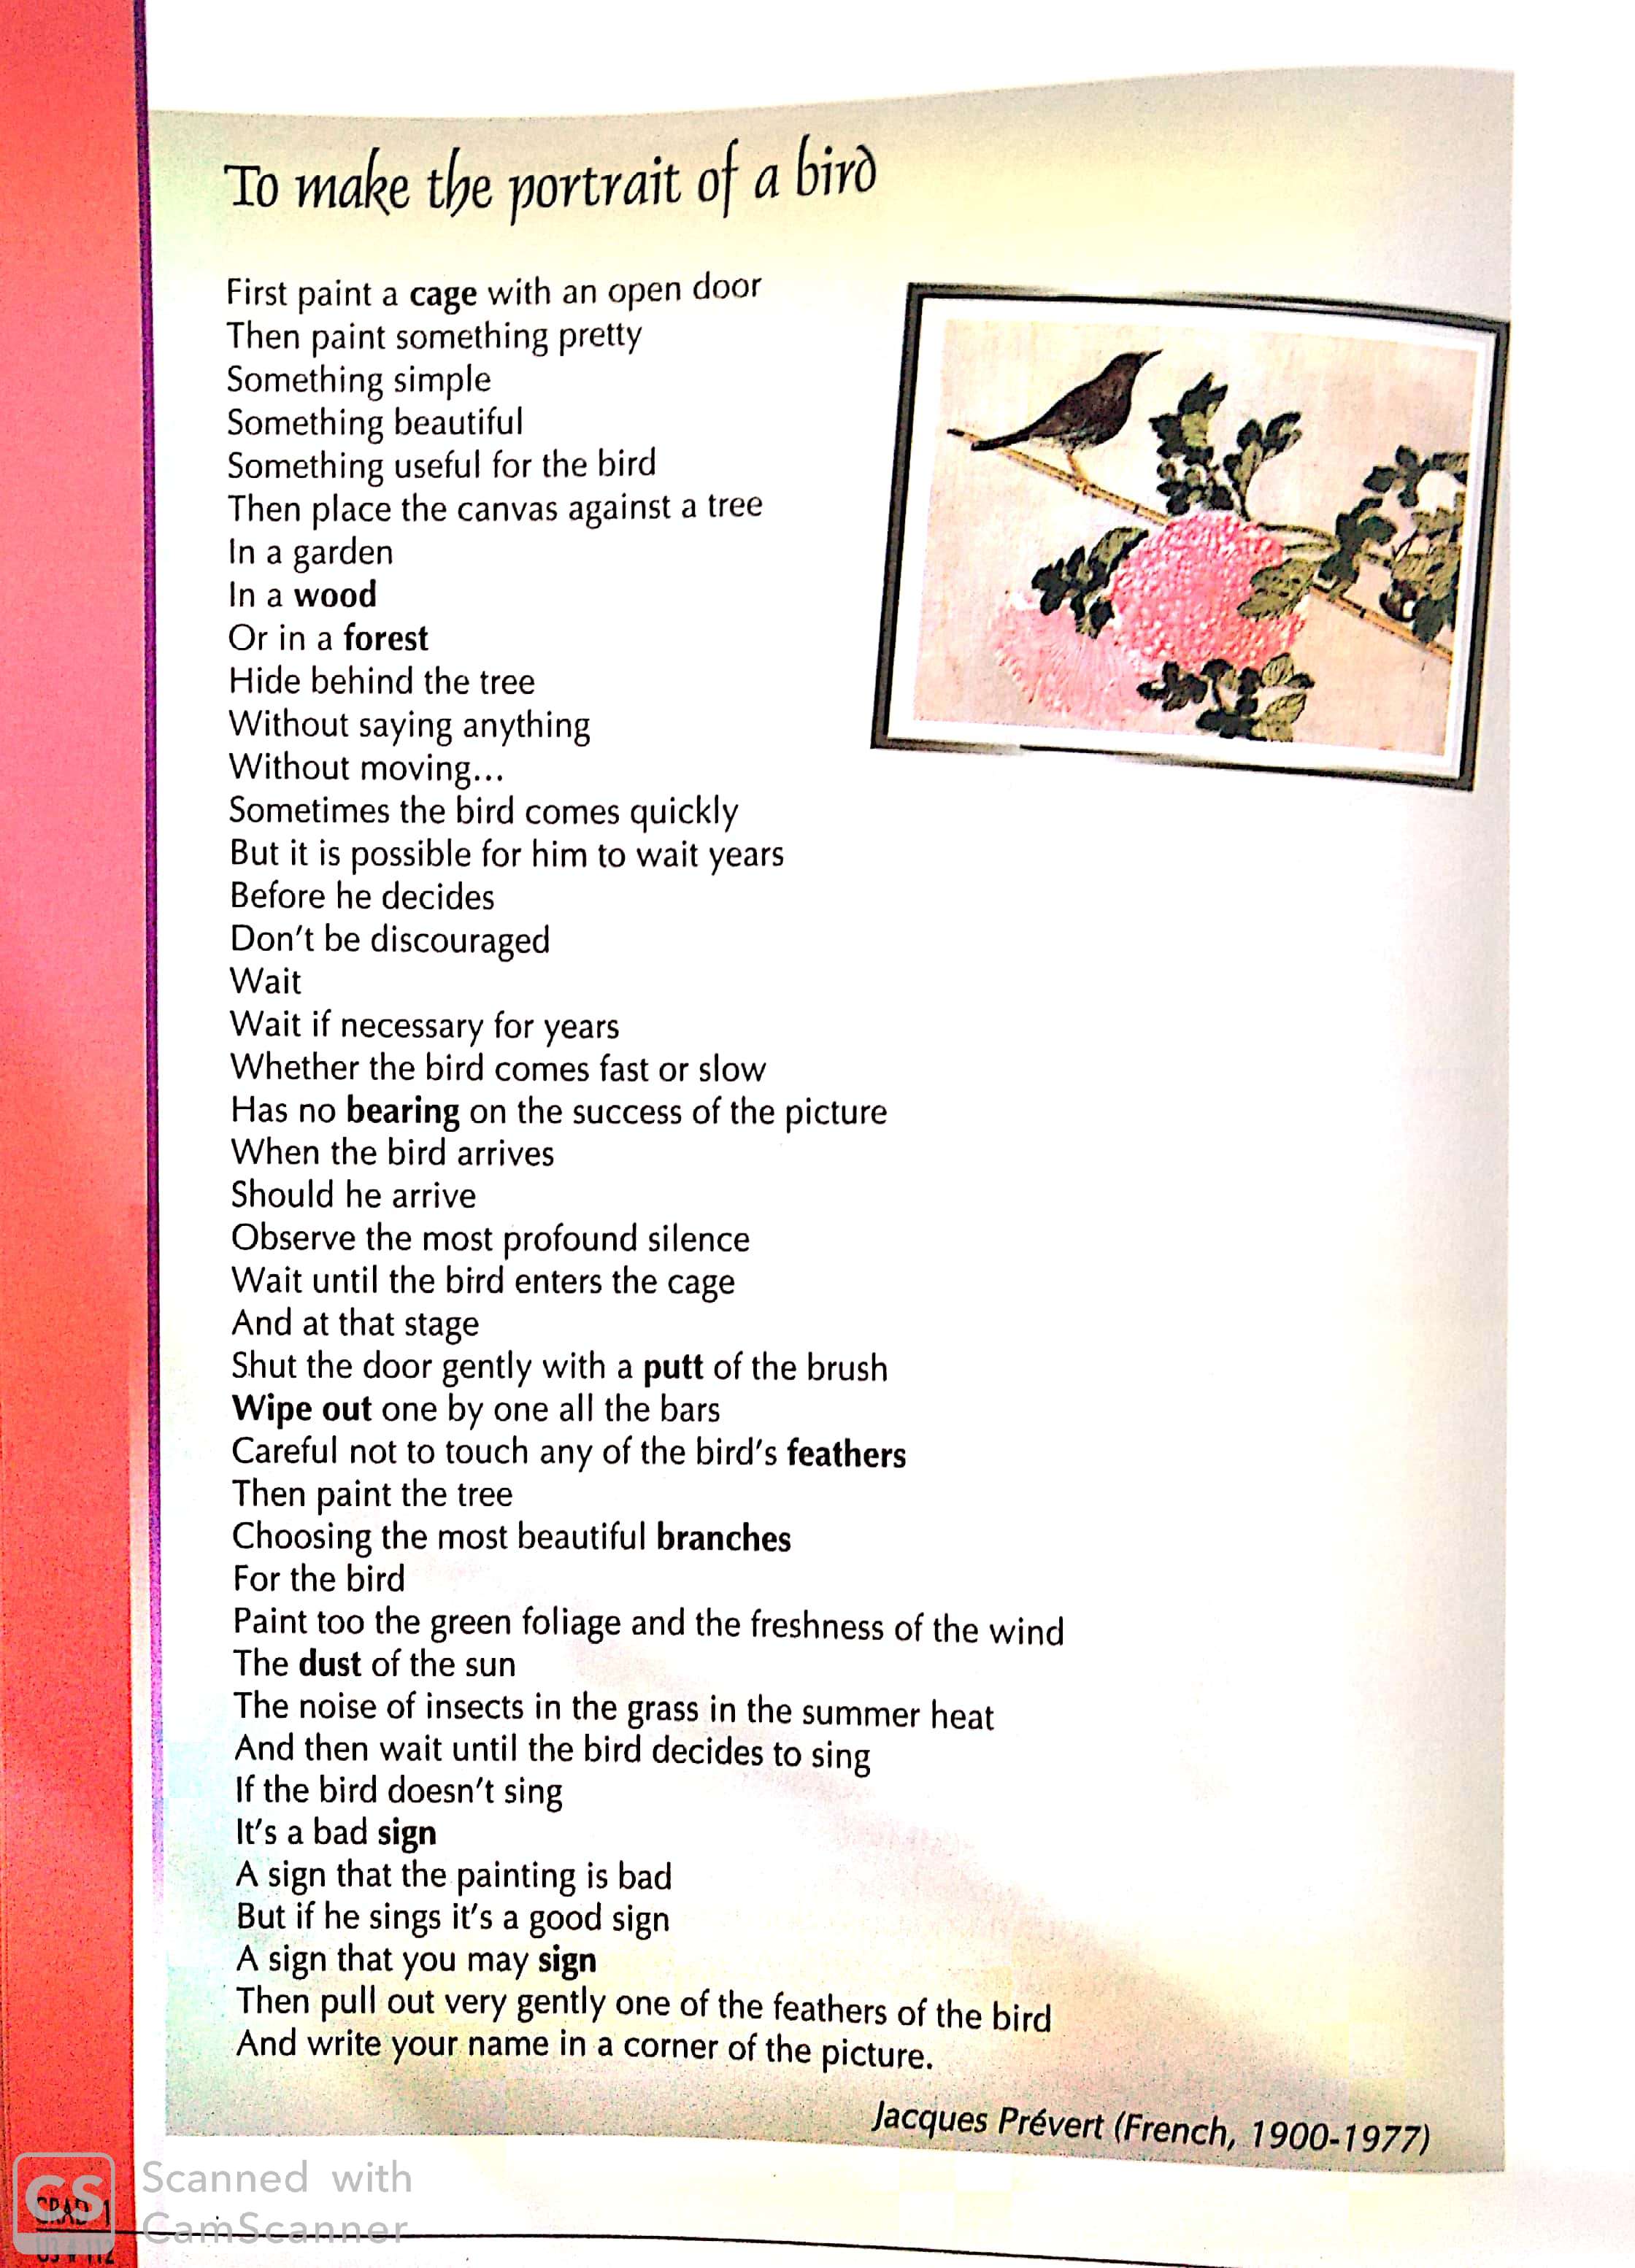 To make the portrait of a bird
First paint a cage with an open door
Then paint something pretty
Something simple
Something beautiful
Something useful for the bird
Then place the canvas against a tree
In a garden
In a wood
Or in a forest
Hide behind the tree
Without saying anything
Without moving...
Sometimes the bird comes quickly
But it is possible for him to wait years
Before he decides
Don't be discouraged
Wait
Wait if necessary for years
Whether the bird comes fast or slow
Has no bearing on the success of the picture
When the bird arrives
Should he arrive
Observe the most profound silence
Wait until the bird enters the cage
And at that stage
Shut the door gently with a putt of the brush
Wipe out one by one all the bars
Careful not to touch any of the bird's feathers
Then paint the tree
Choosing the most beautiful branches
For the bird
Paint too the green foliage and the freshness of the wind
The dust of the sun
The noise of insects in the grass in the summer heat
And then wait until the bird decides to sing
If the bird doesn't sing
It's a bad sign
A sign that the painting is bad
But if he sings it's a good sign
A sign that you may sign
Then pull out very gently one of the feathers of the bird
And write your name in a corner of the picture.
Jacques Prévert (French, 1900-1977)
CS
Scanned with
CamScanner